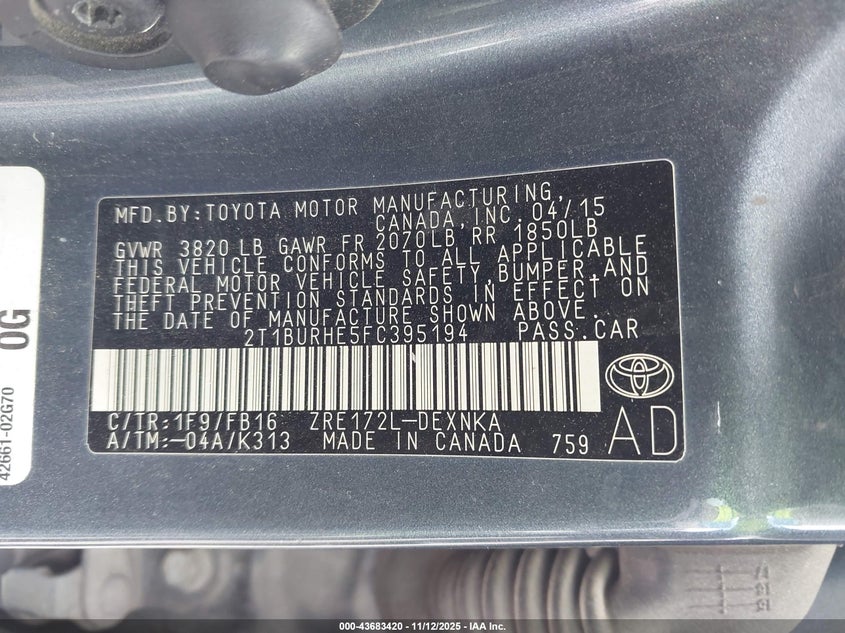 MFD.BY:TOYOTA MOTOR MANUFACTURING,
CANADA,INC. 04/15
GVWR 3820 LB GAWR FR 2070LB RR 1850LB
THIS VEHICLE CONFORMS TO ALL APPLICABLE
FEDERAL MOTOR VEHICLE SAFETY,BUMPER,AND
THEFT PREVENTION STANDARDS IN EFFECT ON
THE DATE OF MANUFACTURE SHOWN ABOVE.
2T1BURHE5FC395194 PASS.CAR
C/TR:1F9/FB16 ZRE172L-DEXNKA
A/TM:-04A/K313 MADE IN CANADA 759
AD
0G
42661-02G70
000-43683420 - 11/12/2025 - IAA Inc.